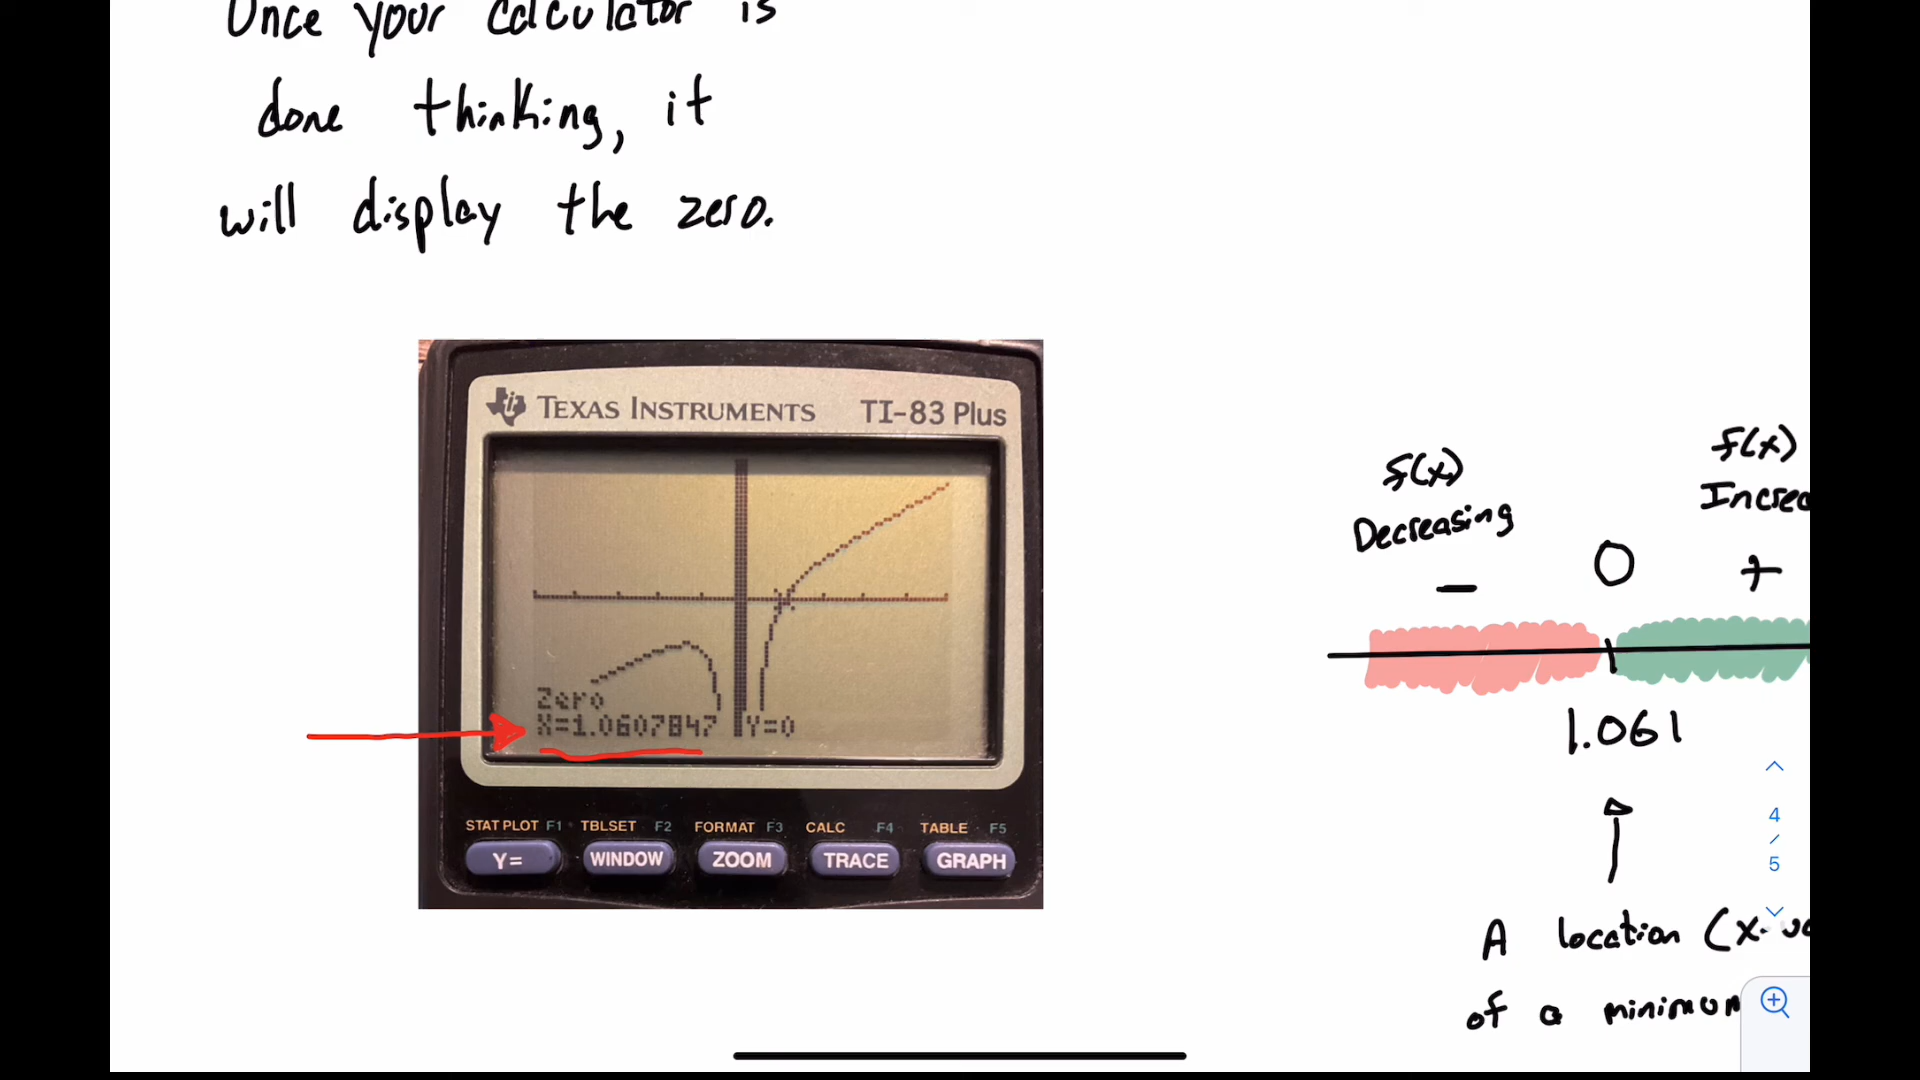 Once your calculator is
done thinking, it
will display the zero.
TEXAS INSTRUMENTS TI-83 Plus
Zero
X=1.0607847 Y=0
STAT PLOT F1 TBLSET F2 FORMAT F3 CALC F4 TABLE F5
Y= WINDOW ZOOM TRACE GRAPH
f(x)
Decreasing
f(x)
Increa
- 0 +
1.061
A location (x-va
of a minimum
4
/
5